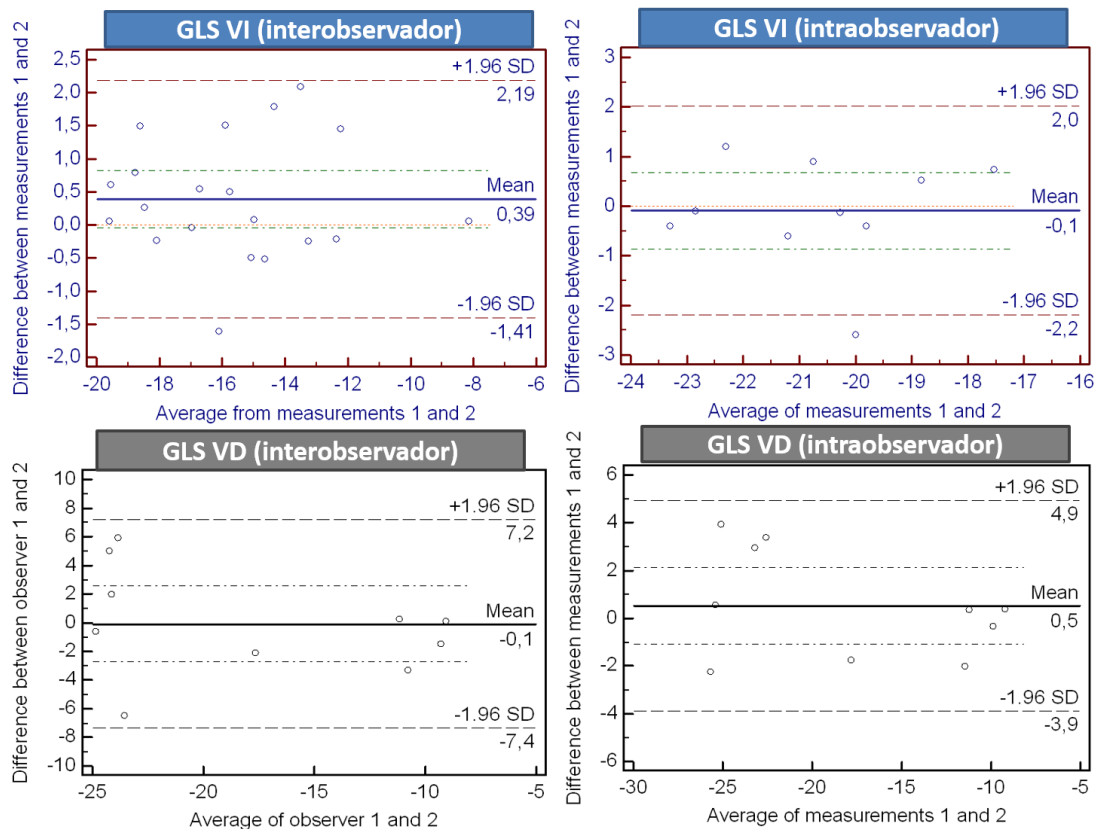 GLS VI (interobservador)
Difference between measurements 1 and 2
2,5
2,0
1,5
1,0
0,5
0,0
-0,5
-1,0
-1,5
2,0
+1.96 SD
2,19
Mean
0,39
-1.96 SD
-1,41
-20 -18 -16 -14 -12 -10 -8 -6
Average from measurements 1 and 2
GLS VI (intraobservador)
Difference between measurements 1 and 2
3
2
1
0
-1
-2
-3
+1.96 SD
2,0
Mean
-0,1
-1.96 SD
-2,2
-24 -23 -22 -21 -20 -19 -18 -17 -16
Average of measurements 1 and 2
GLS VD (interobservador)
Difference between observer 1 and 2
10
8
6
4
2
0
-2
-4
-6
-8
-10
+1.96 SD
7,2
Mean
-0,1
-1.96 SD
-7,4
-25 -20 -15 -10 -5
Average of observer 1 and 2
GLS VD (intraobservador)
Difference between measurements 1 and 2
6
4
2
0
-2
-4
-6
+1.96 SD
4,9
Mean
0,5
-1.96 SD
-3,9
-30 -25 -20 -15 -10 -5
Average of measurements 1 and 2